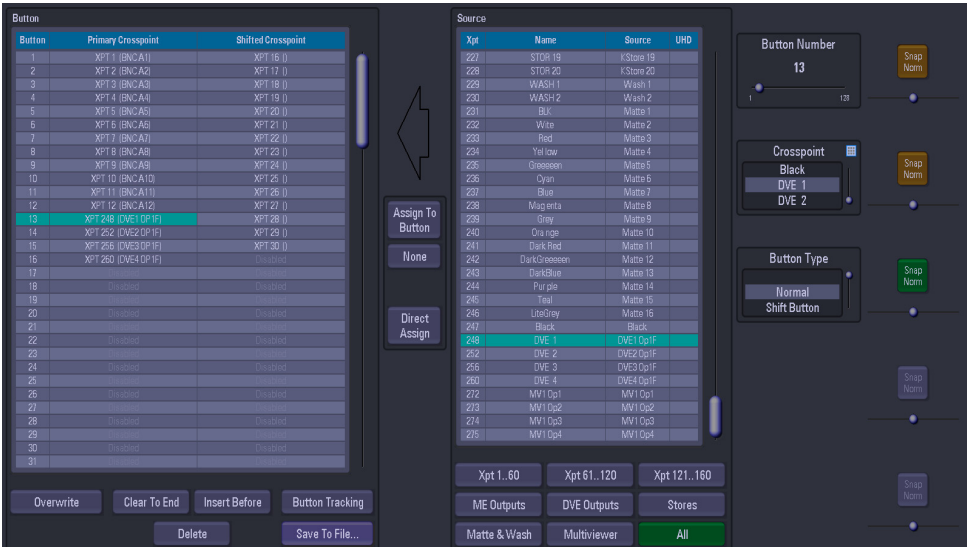 Button
Button Primary Crosspoint Shifted Crosspoint
1 XPT 1 (BNCA1) XPT 16 ()
2 XPT 2 (BNCA2) XPT 17 ()
3 XPT 3 (BNCA3) XPT 18 ()
4 XPT 4 (BNCA4) XPT 19 ()
5 XPT 5 (BNCA5) XPT 20 ()
6 XPT 6 (BNCA6) XPT 21 ()
7 XPT 7 (BNCA7) XPT 22 ()
8 XPT 8 (BNCA8) XPT 23 ()
9 XPT 9 (BNCA9) XPT 24 ()
10 XPT 10 (BNCA10) XPT 25 ()
11 XPT 11 (BNCA11) XPT 26 ()
12 XPT 12 (BNCA12) XPT 27 ()
13 XPT 248 (DVE1 OP1F) XPT 28 ()
14 XPT 252 (DVE2 OP1F) XPT 29 ()
15 XPT 256 (DVE3 OP1F) XPT 30 ()
16 XPT 260 (DVE4 OP1F) Disabled
17 Disabled Disabled
18 Disabled Disabled
19 Disabled Disabled
20 Disabled Disabled
21 Disabled Disabled
22 Disabled Disabled
23 Disabled Disabled
24 Disabled Disabled
25 Disabled Disabled
26 Disabled Disabled
27 Disabled Disabled
28 Disabled Disabled
29 Disabled Disabled
30 Disabled Disabled
31 Disabled Disabled
Overwrite Clear To End Insert Before Button Tracking
Delete Save To File...
Assign To
Button
None
Direct
Assign
Source
Xpt Name Source UHD
227 STOR 19 KStore 19
228 STOR 20 KStore 20
229 WASH 1 Wash 1
230 WASH 2 Wash 2
231 BLK Matte 1
232 Wite Matte 2
233 Red Matte 3
234 Yellow Matte 4
235 Greeeeen Matte 5
236 Cyan Matte 6
237 Blue Matte 7
238 Magenta Matte 8
239 Grey Matte 9
240 Orange Matte 10
241 Dark Red Matte 11
242 DarkGreeeeen Matte 12
243 DarkBlue Matte 13
244 Purple Matte 14
245 Teal Matte 15
246 LiteGrey Matte 16
247 Black Black
248 DVE 1 DVE1 Op1F
252 DVE 2 DVE2 Op1F
256 DVE 3 DVE3 Op1F
260 DVE 4 DVE4 Op1F
272 MV1 Op1 MV1 Op1
273 MV1 Op2 MV1 Op2
274 MV1 Op3 MV1 Op3
275 MV1 Op4 MV1 Op4
Xpt 1..60 Xpt 61..120 Xpt 121..160
ME Outputs DVE Outputs Stores
Matte & Wash Multiviewer All
Button Number
13
1 128
Crosspoint
Black
DVE 1
DVE 2
Button Type
Normal
Shift Button
Snap
Norm
Snap
Norm
Snap
Norm
Snap
Norm
Snap
Norm